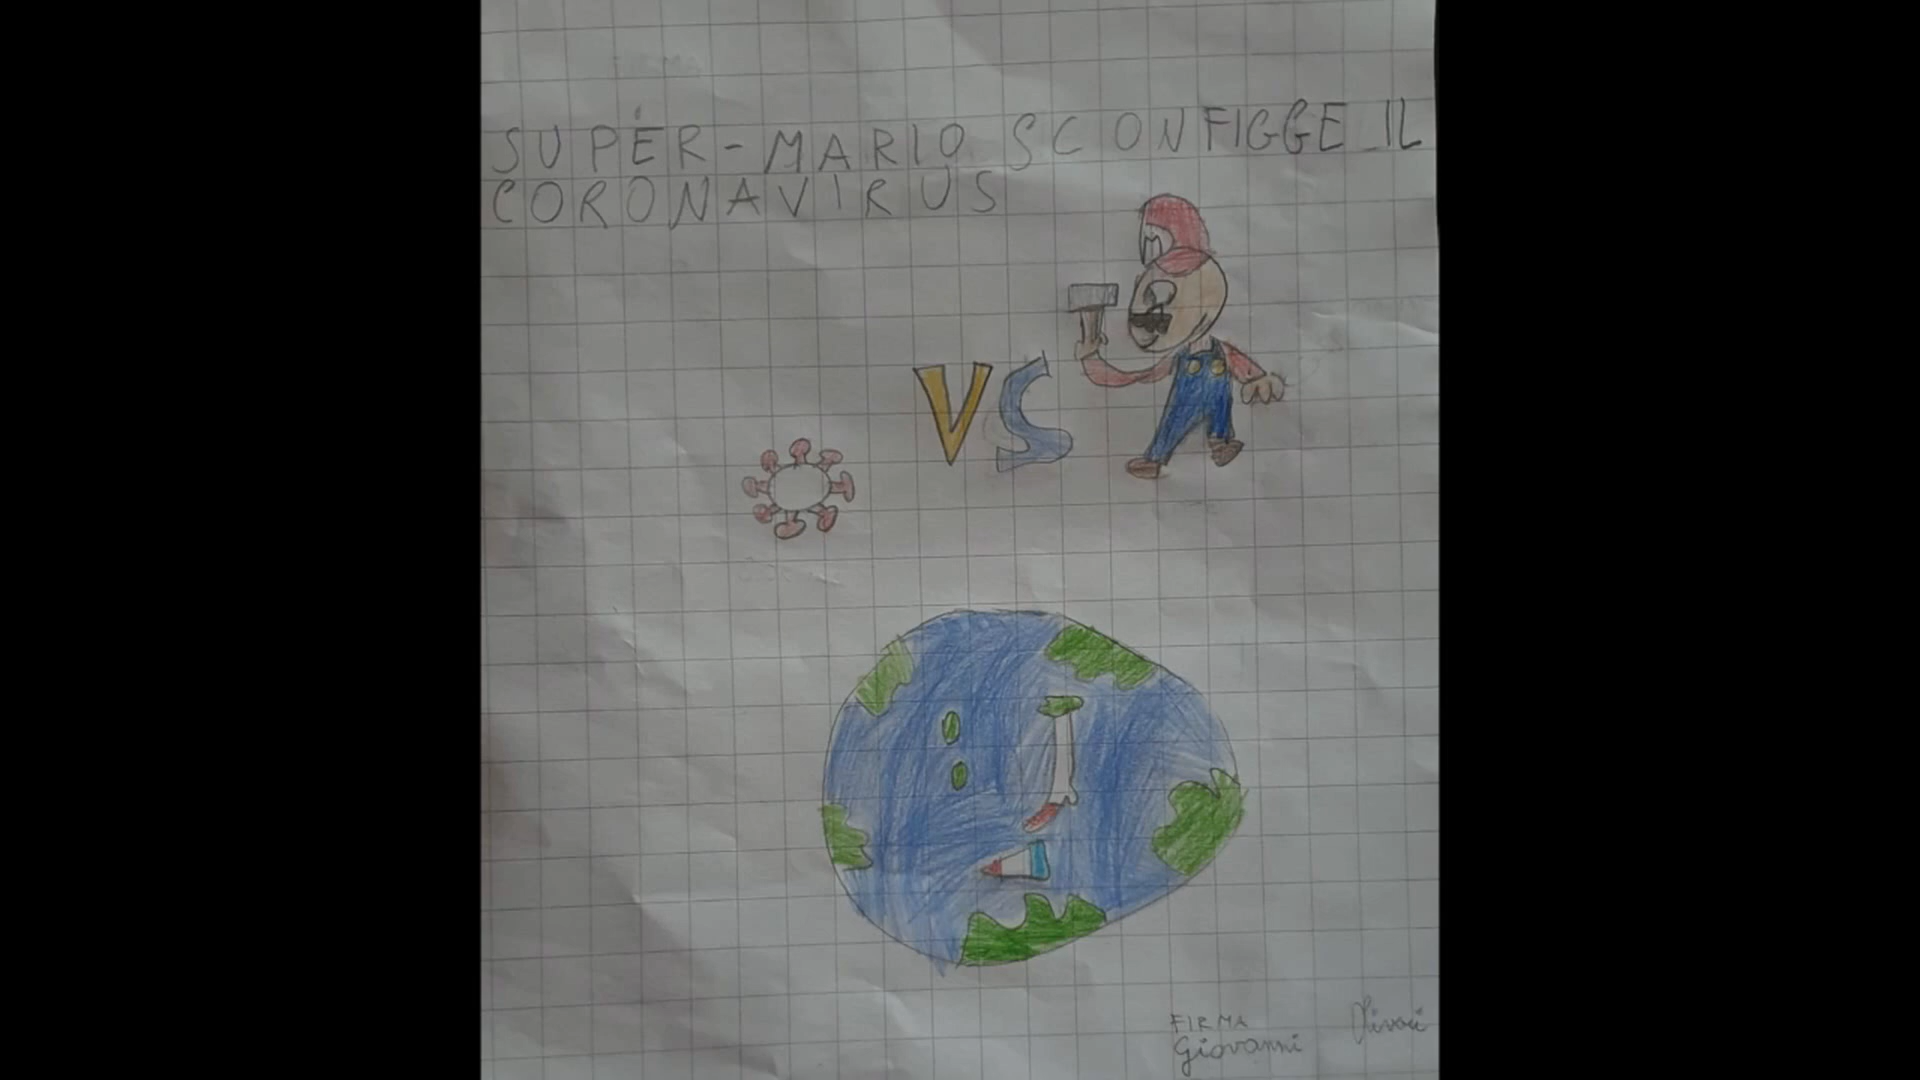 SUPER-MARIO SCONFIGGE IL
CORONAVIRUS
M
VS
FIRMA
Giovanni